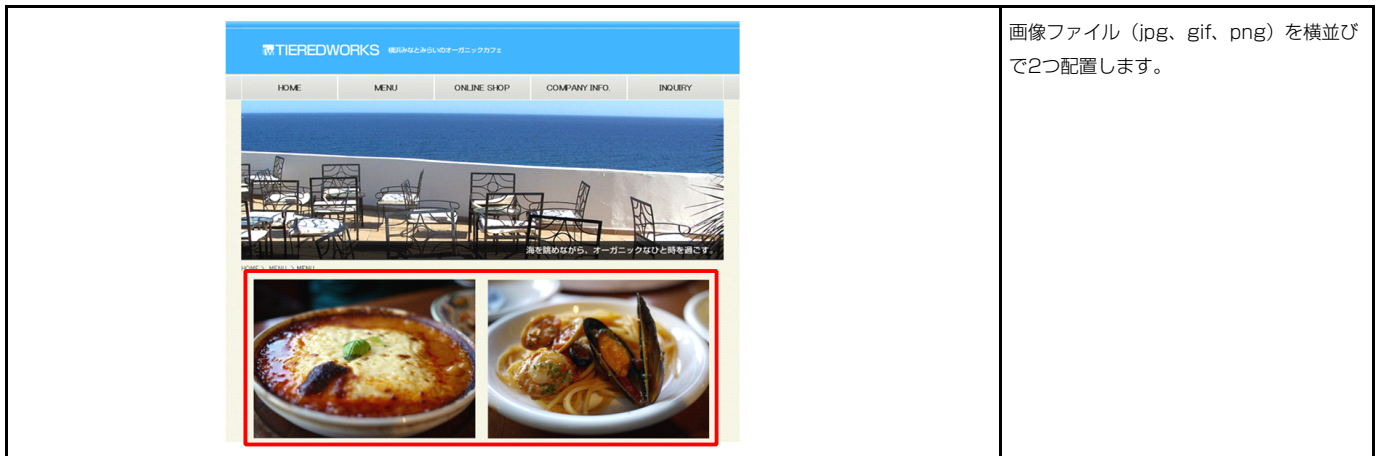 TIEREDWORKS 横浜みなとみらいのオーガニックカフェ
HOME MENU ONLINE SHOP COMPANY INFO. INQUIRY
海を眺めながら、オーガニックなひと時を過ごす。
HOME > MENU > MENU
画像ファイル（jpg、gif、png）を横並び
で2つ配置します。